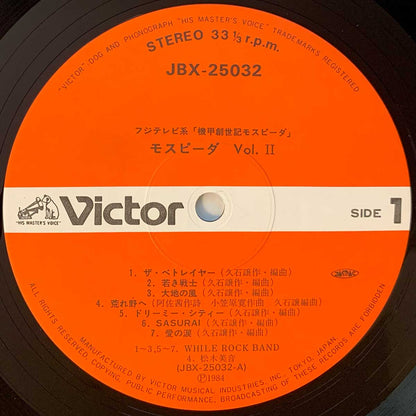 "VICTOR" DOG AND PHONOGRAPH "HIS MASTER'S VOICE" TRADEMARKS REGISTERED
STEREO 33 1/3 r.p.m.
JBX-25032
フジテレビ系「機甲創世記モスピーダ」
モスピーダ Vol. II
Victor
"HIS MASTER'S VOICE"
SIDE 1
1. ザ・ベトレイヤー（久石譲作・編曲）
2. 若き戦士（久石譲作・編曲）
3. 大地の風（久石譲作・編曲）
4. 荒れ野へ（阿佐茜作詩 小笠原寛作曲 久石譲編曲）
5. ドリーミー・シティー（久石譲作・編曲）
6. SASURAI（久石譲作・編曲）
7. 愛の涙（久石譲作・編曲）
1~3,5~7. WHILE ROCK BAND
4. 松木美音
(JBX-25032-A)
Ⓟ1984
ALL RIGHTS RESERVED. UNAUTHORIZED COPYING, PUBLIC PERFORMANCE, BROADCASTING OF THESE RECORDS ARE FORBIDDEN
MANUFACTURED BY VICTOR MUSICAL INDUSTRIES, INC. TOKYO, JAPAN